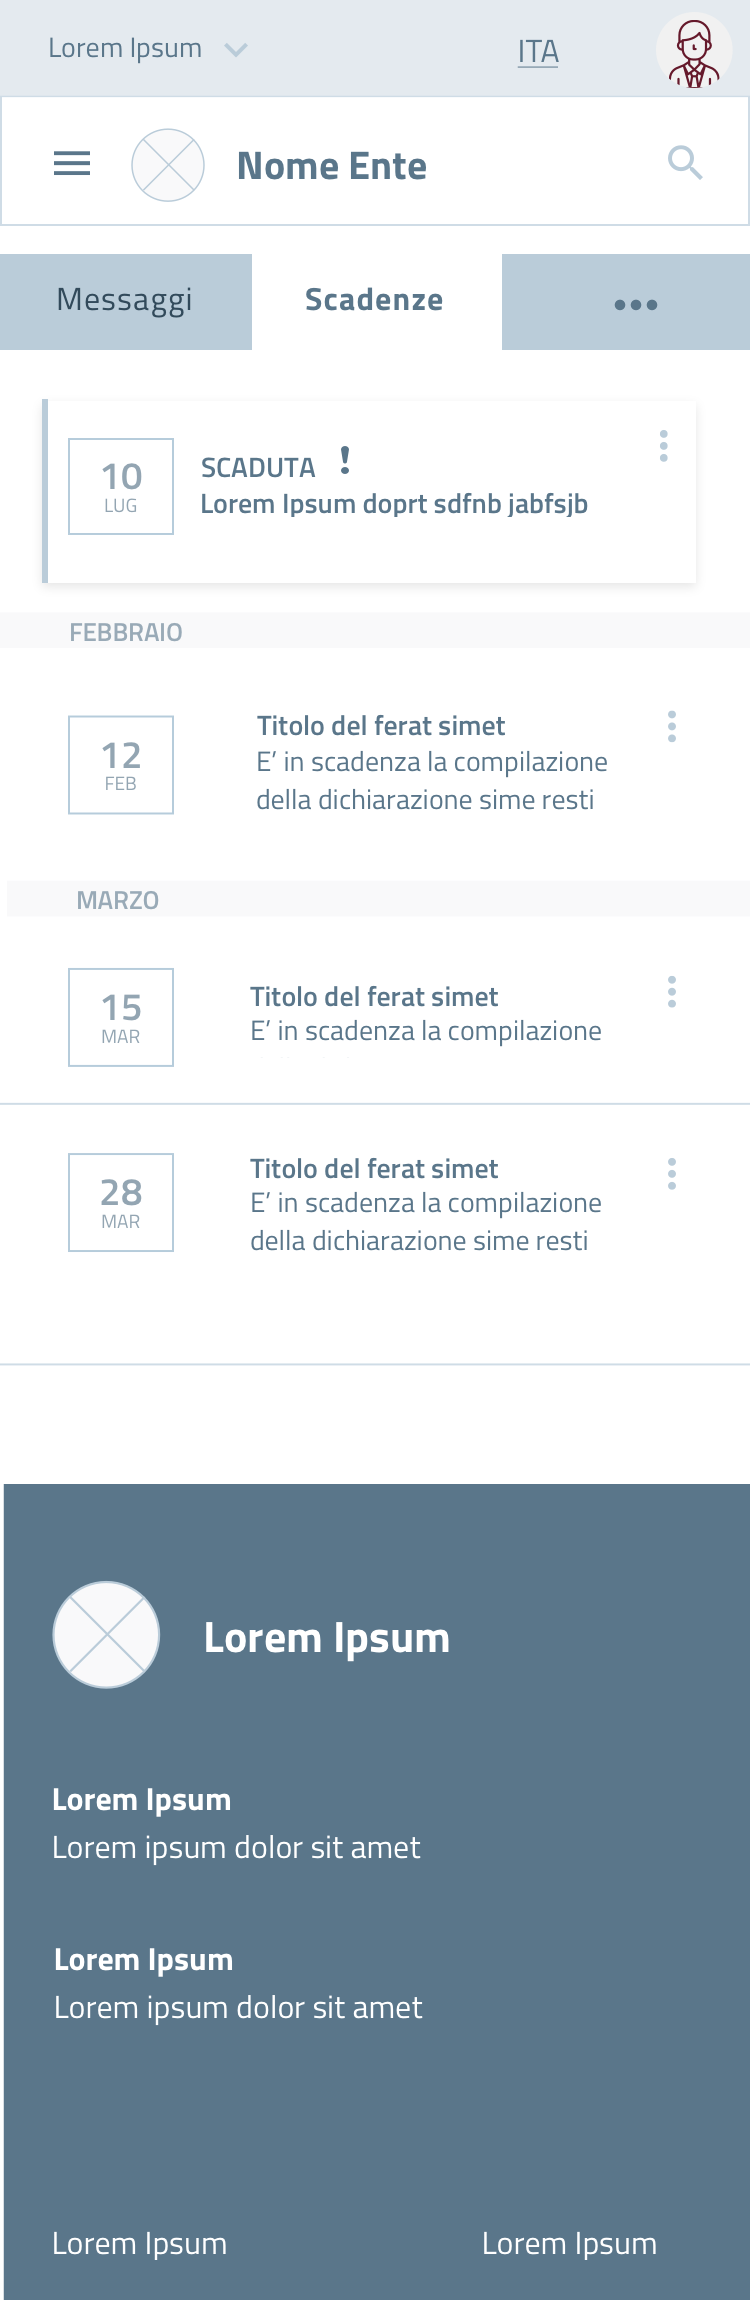 Lorem Ipsum
ITA
Nome Ente
Messaggi
Scadenze
10
LUG
SCADUTA !
Lorem Ipsum doprt sdfnb jabfsjb
FEBBRAIO
12
FEB
Titolo del ferat simet
E’ in scadenza la compilazione
della dichiarazione sime resti
MARZO
15
MAR
Titolo del ferat simet
E’ in scadenza la compilazione
28
MAR
Titolo del ferat simet
E’ in scadenza la compilazione
della dichiarazione sime resti
Lorem Ipsum
Lorem Ipsum
Lorem ipsum dolor sit amet
Lorem Ipsum
Lorem ipsum dolor sit amet
Lorem Ipsum
Lorem Ipsum